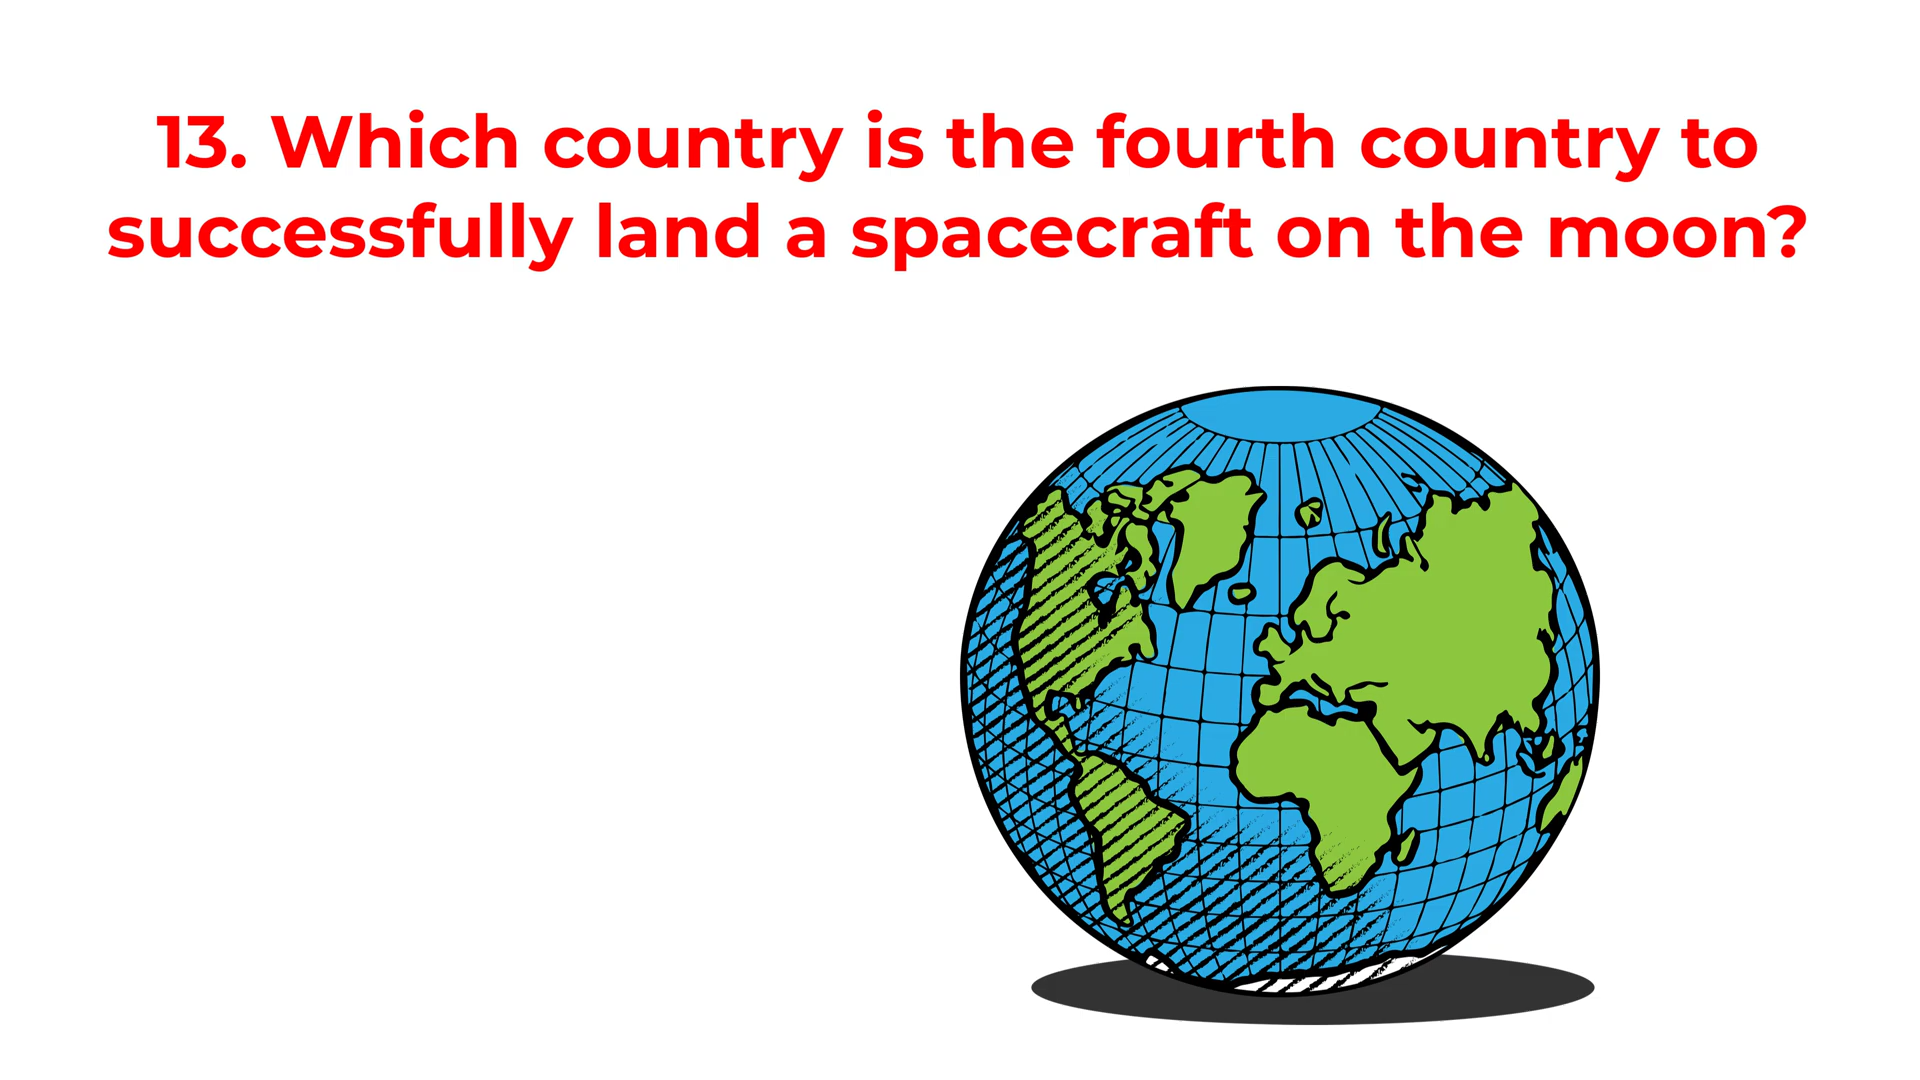 13. Which country is the fourth country to
successfully land a spacecraft on the moon?